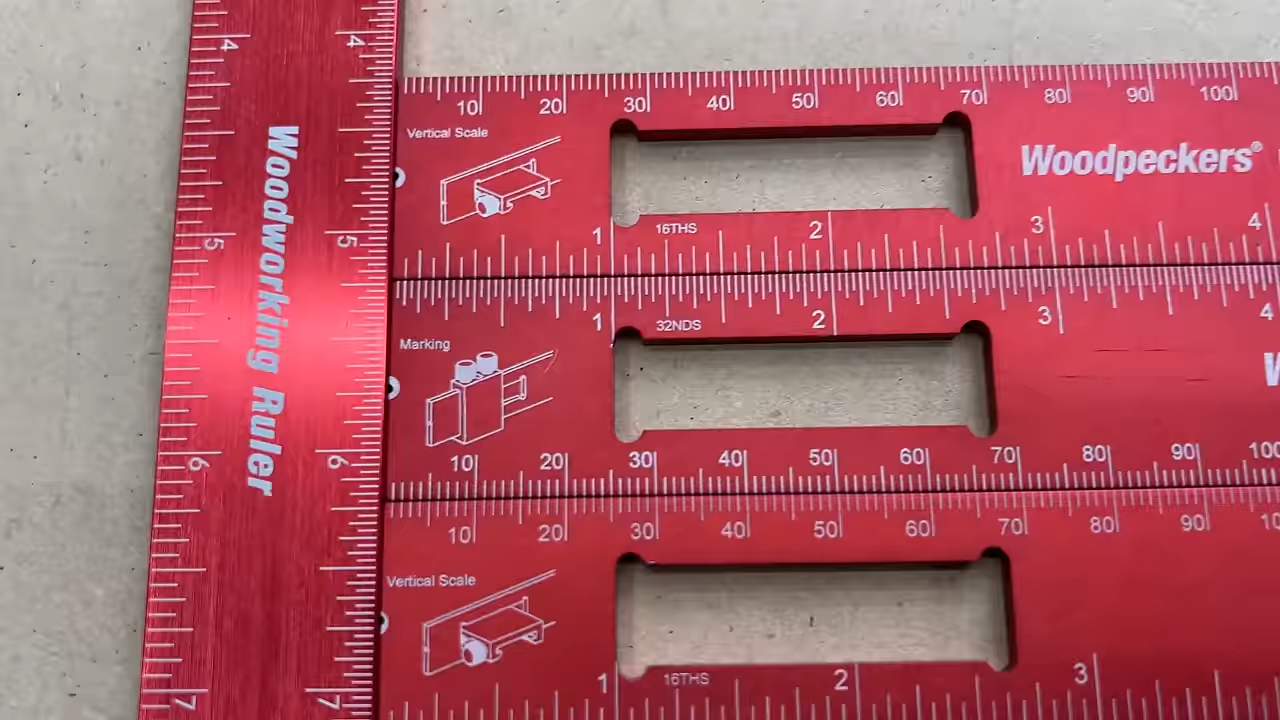 4 4
5 5
6 6
7 7
Woodworking Ruler
10 20 30 40 50 60 70 80 90 100
Vertical Scale
Woodpeckers®
1 16THS 2 3 4
1 32NDS 2 3 4
Marking
W
10 20 30 40 50 60 70 80 90 100
10 20 30 40 50 60 70 80 90 10
Vertical Scale
1 16THS 2 3